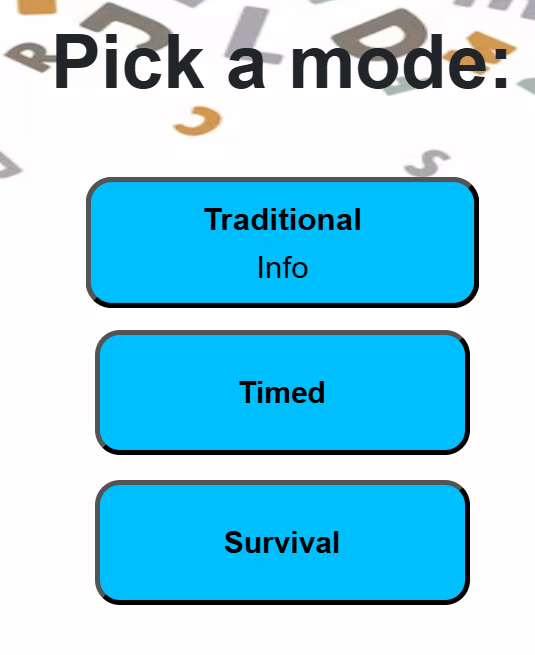 Pick a mode:
Traditional
Info
Timed
Survival